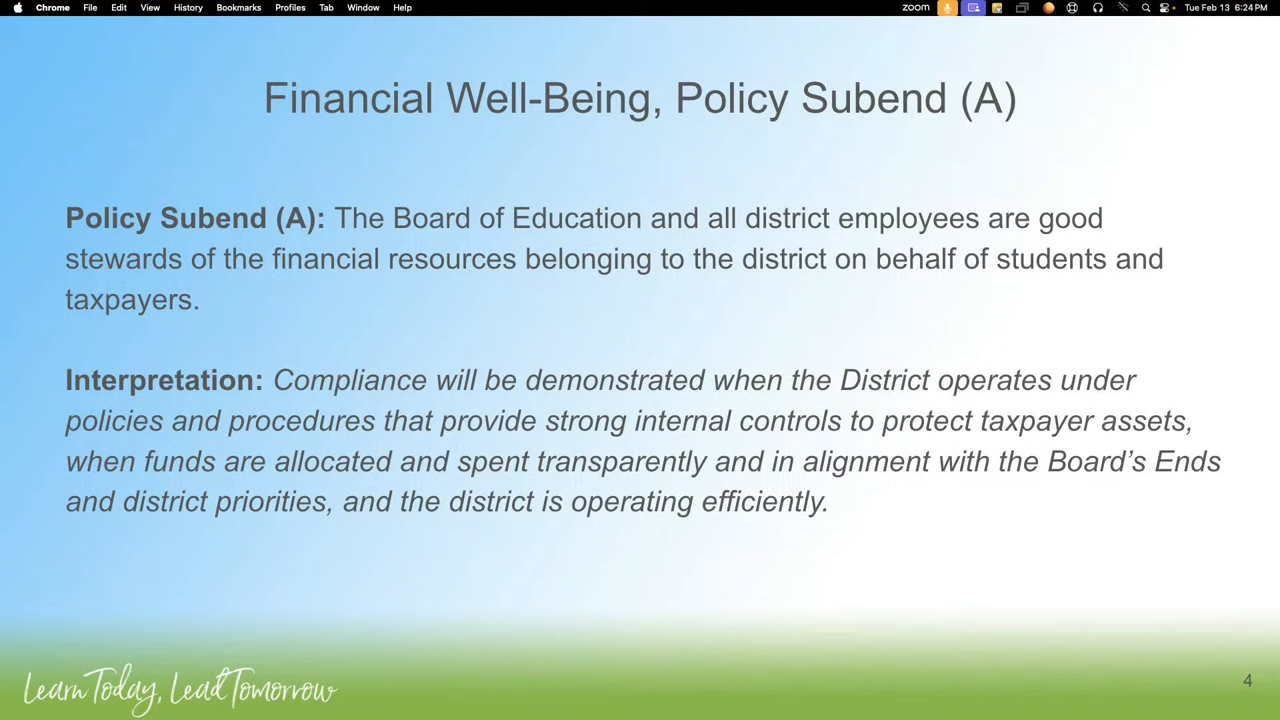 Chrome File Edit View History Bookmarks Profiles Tab Window Help zoom Tue Feb 13 6:24 PM
Financial Well-Being, Policy Subend (A)
Policy Subend (A): The Board of Education and all district employees are good
stewards of the financial resources belonging to the district on behalf of students and
taxpayers.
Interpretation: Compliance will be demonstrated when the District operates under
policies and procedures that provide strong internal controls to protect taxpayer assets,
when funds are allocated and spent transparently and in alignment with the Board’s Ends
and district priorities, and the district is operating efficiently.
Learn Today, Lead Tomorrow
4